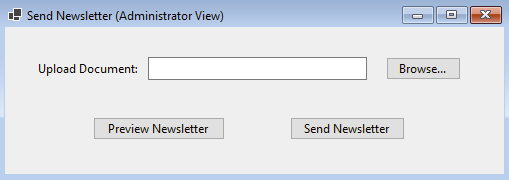 Send Newsletter (Administrator View)
Upload Document: Browse...
Preview Newsletter Send Newsletter